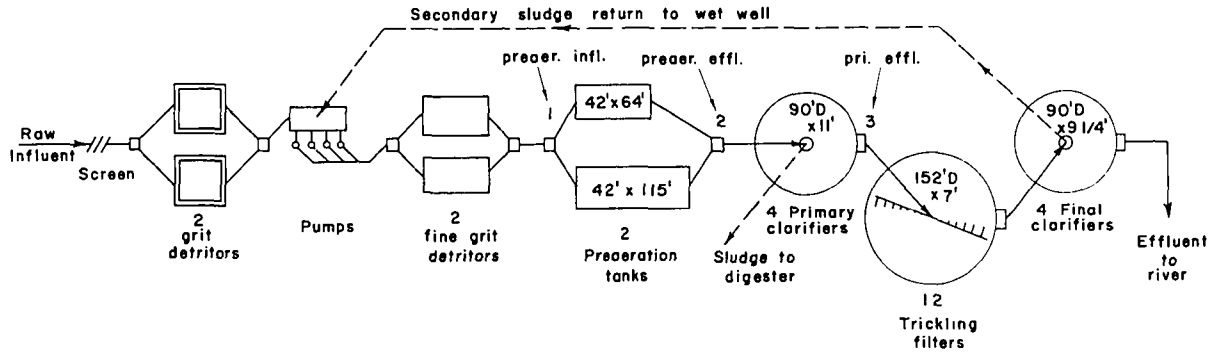 Secondary sludge return to wet well
preaer. infl.
preaer. effl.
pri. effl.
Raw
Influent
Screen
2
grit
detritors
Pumps
2
fine grit
detritors
1
42' x 64'
42' x 115'
2
Preaeration
tanks
2
90'D
x11'
4 Primary
clarifiers
Sludge to
digester
3
152'D
x 7'
12
Trickling
filters
90'D
x9 1/4'
4 Final
clarifiers
Effluent
to
river